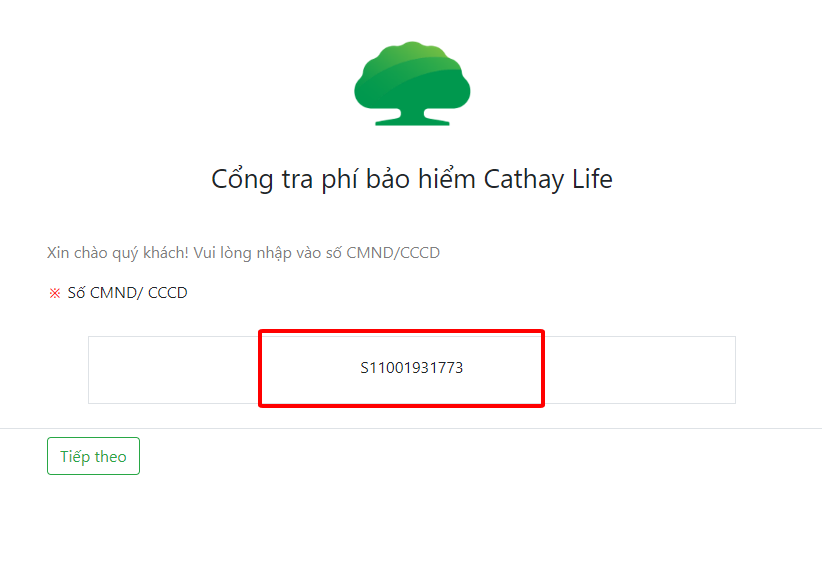 Cổng tra phí bảo hiểm Cathay Life
Xin chào quý khách! Vui lòng nhập vào số CMND/CCCD
※ Số CMND/ CCCD
S11001931773
Tiếp theo